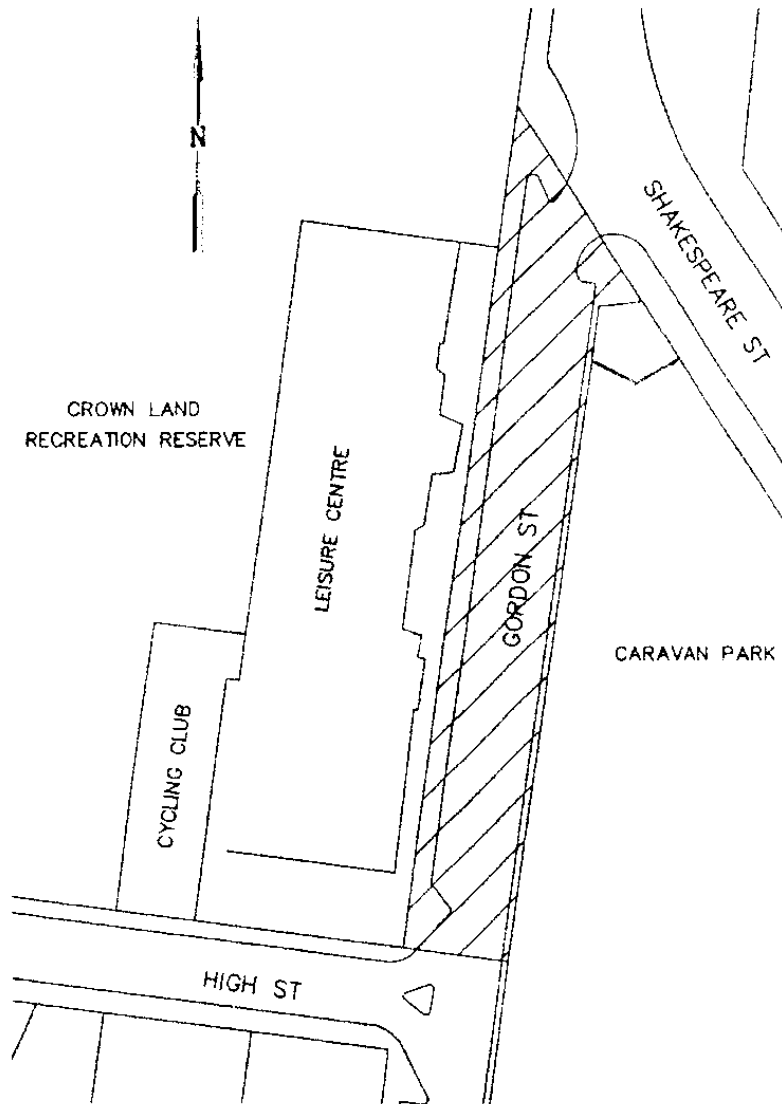 N
SHAKESPEARE ST
CROWN LAND
RECREATION RESERVE
LEISURE CENTRE
GORDON ST
CARAVAN PARK
CYCLING CLUB
HIGH ST